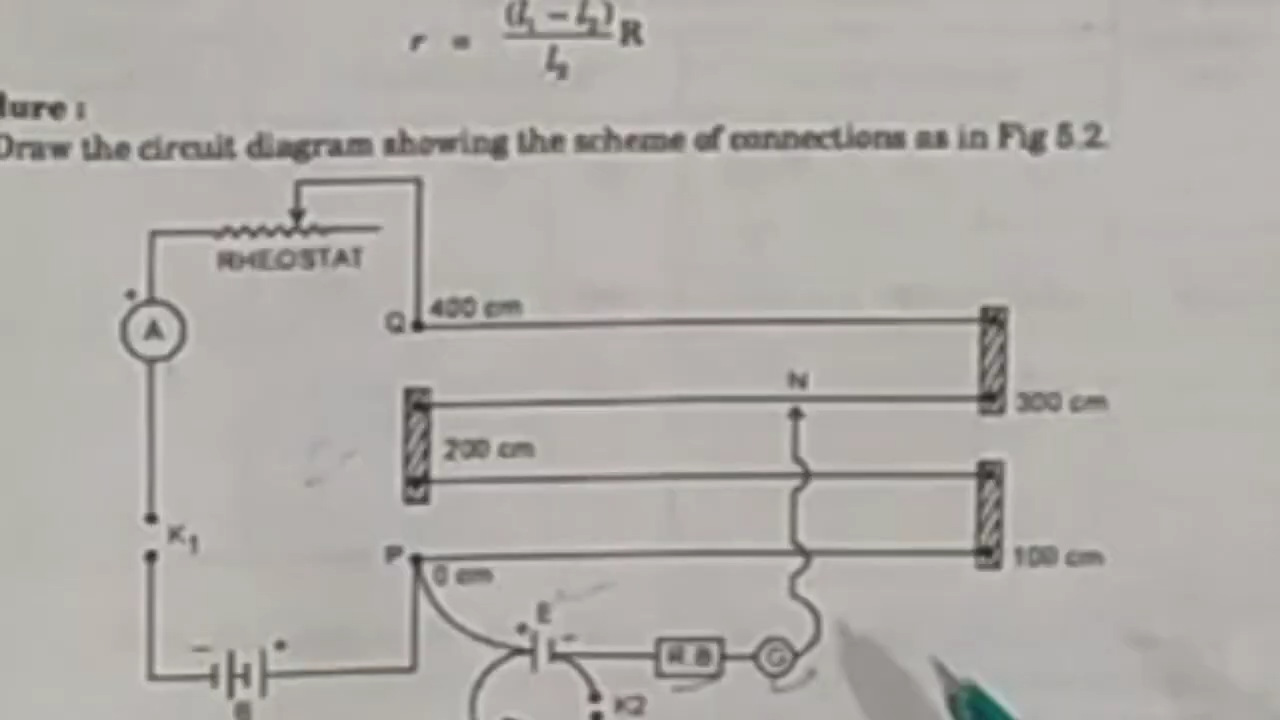 r = (l₁ – l₂) R
l₂
dure :
Draw the circuit diagram showing the scheme of connections as in Fig 5.2.
RHEOSTAT
+
A
Q 400 cm
N
300 cm
200 cm
K₁
P
0 cm
100 cm
E
+ –
– +
R.B
G
K2